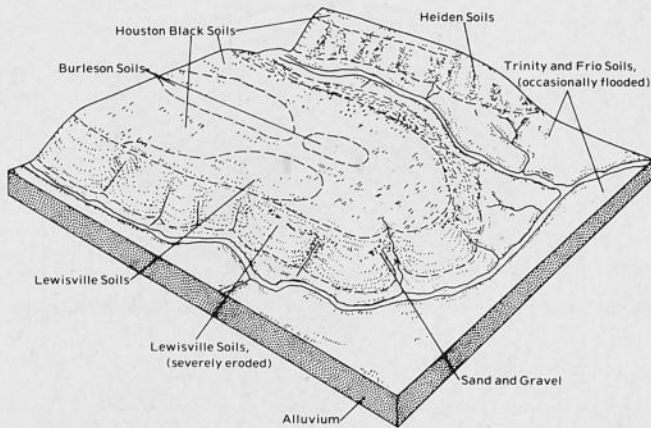 Heiden Soils
Houston Black Soils
Burleson Soils
Trinity and Frio Soils,
(occasionally flooded)
Lewisville Soils
Lewisville Soils,
(severely eroded)
Sand and Gravel
Alluvium